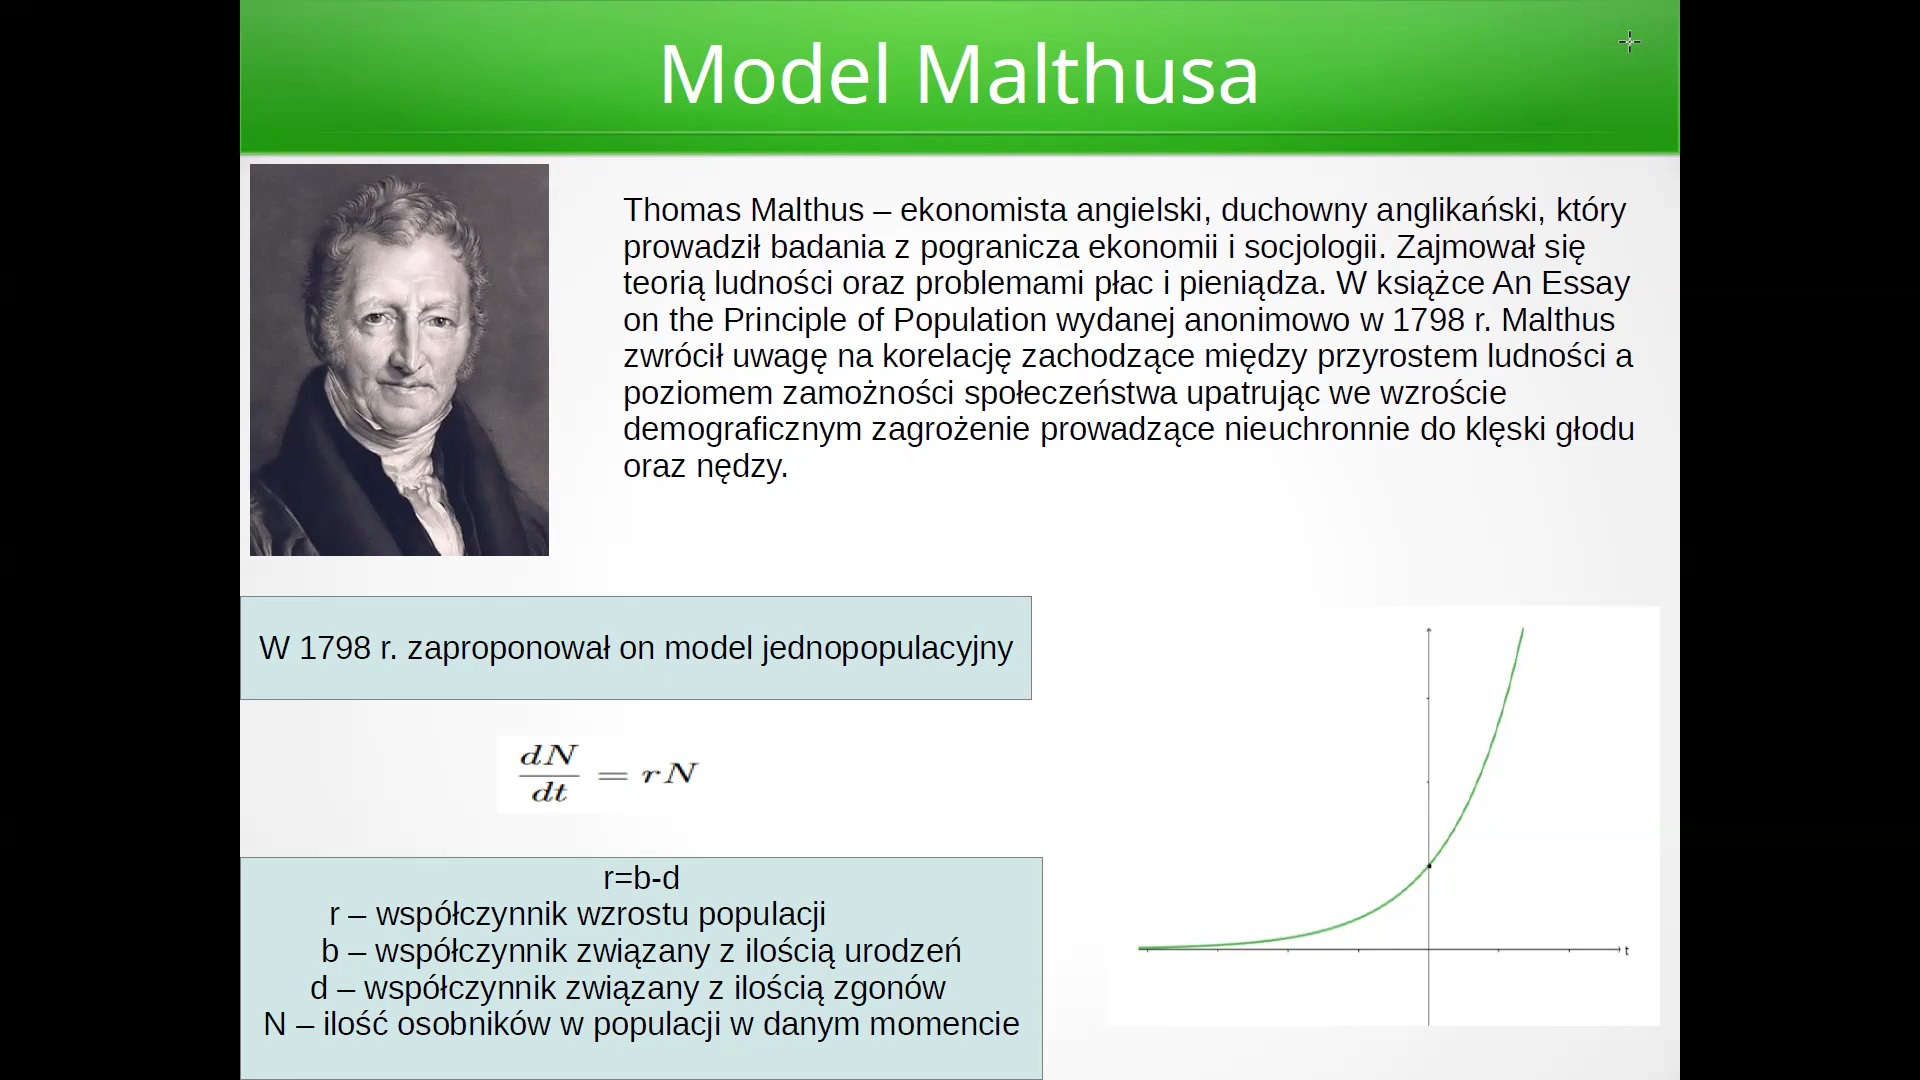 Model Malthusa
Thomas Malthus – ekonomista angielski, duchowny anglikański, który
prowadził badania z pogranicza ekonomii i socjologii. Zajmował się
teorią ludności oraz problemami płac i pieniądza. W książce An Essay
on the Principle of Population wydanej anonimowo w 1798 r. Malthus
zwrócił uwagę na korelację zachodzące między przyrostem ludności a
poziomem zamożności społeczeństwa upatrując we wzroście
demograficznym zagrożenie prowadzące nieuchronnie do klęski głodu
oraz nędzy.
W 1798 r. zaproponował on model jednopopulacyjny
dN/dt = rN
r=b-d
r – współczynnik wzrostu populacji
b – współczynnik związany z ilością urodzeń
d – współczynnik związany z ilością zgonów
N – ilość osobników w populacji w danym momencie
t